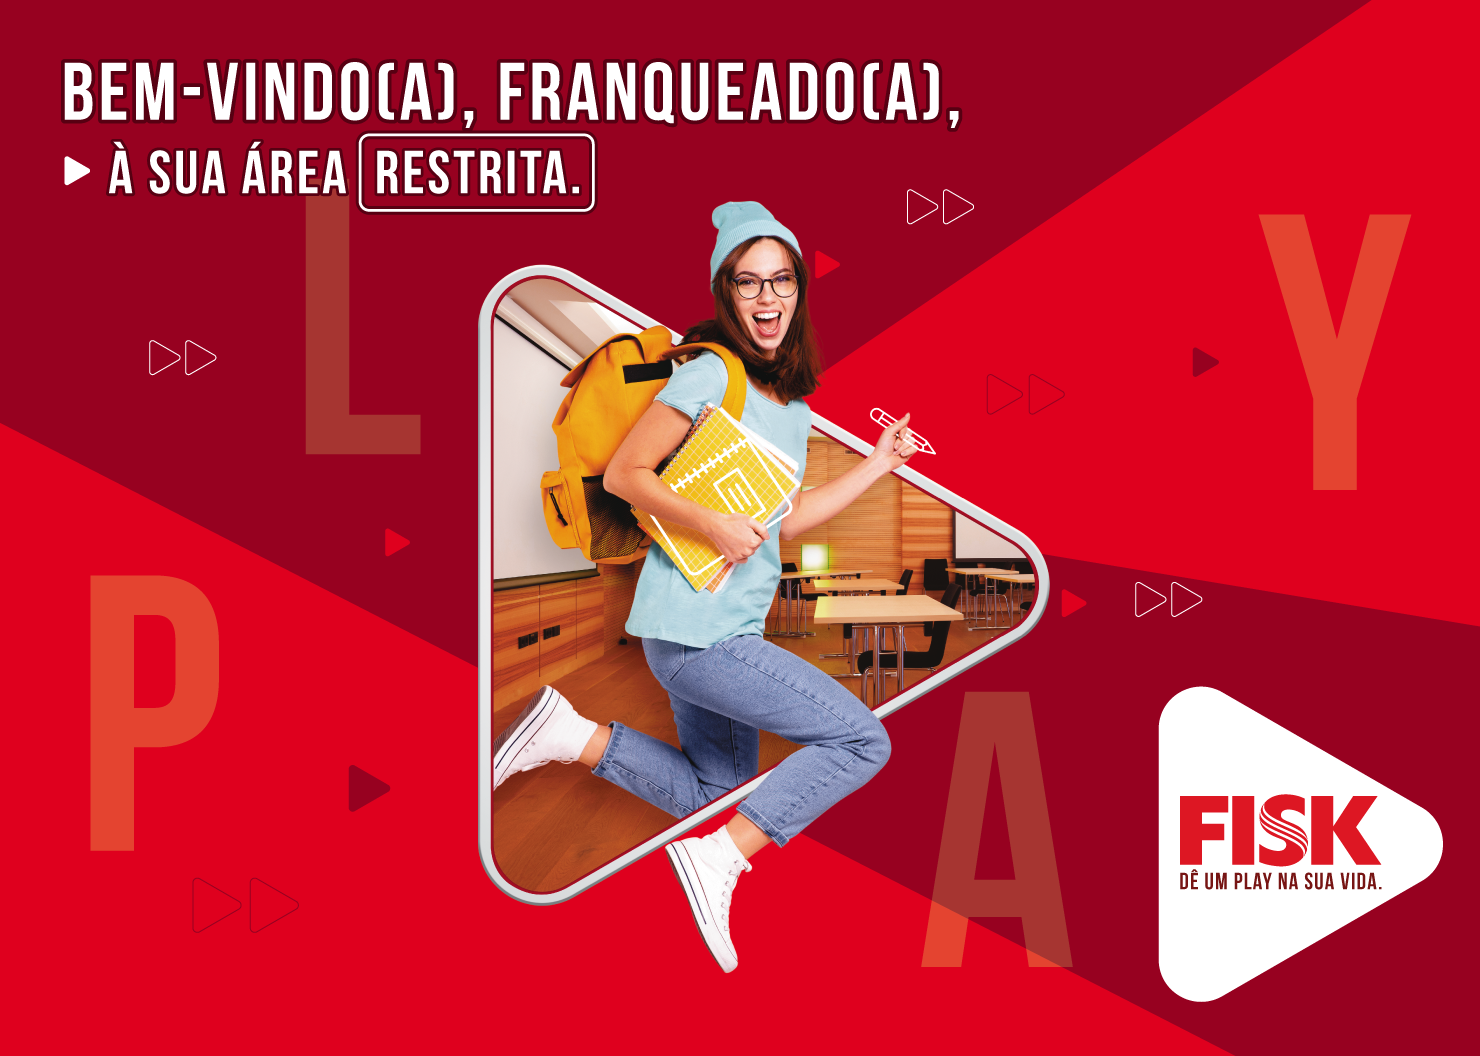 BEM-VINDO(A), FRANQUEADO(A),
À SUA ÁREA RESTRITA.
P
L
A
Y
FISK
DÊ UM PLAY NA SUA VIDA.